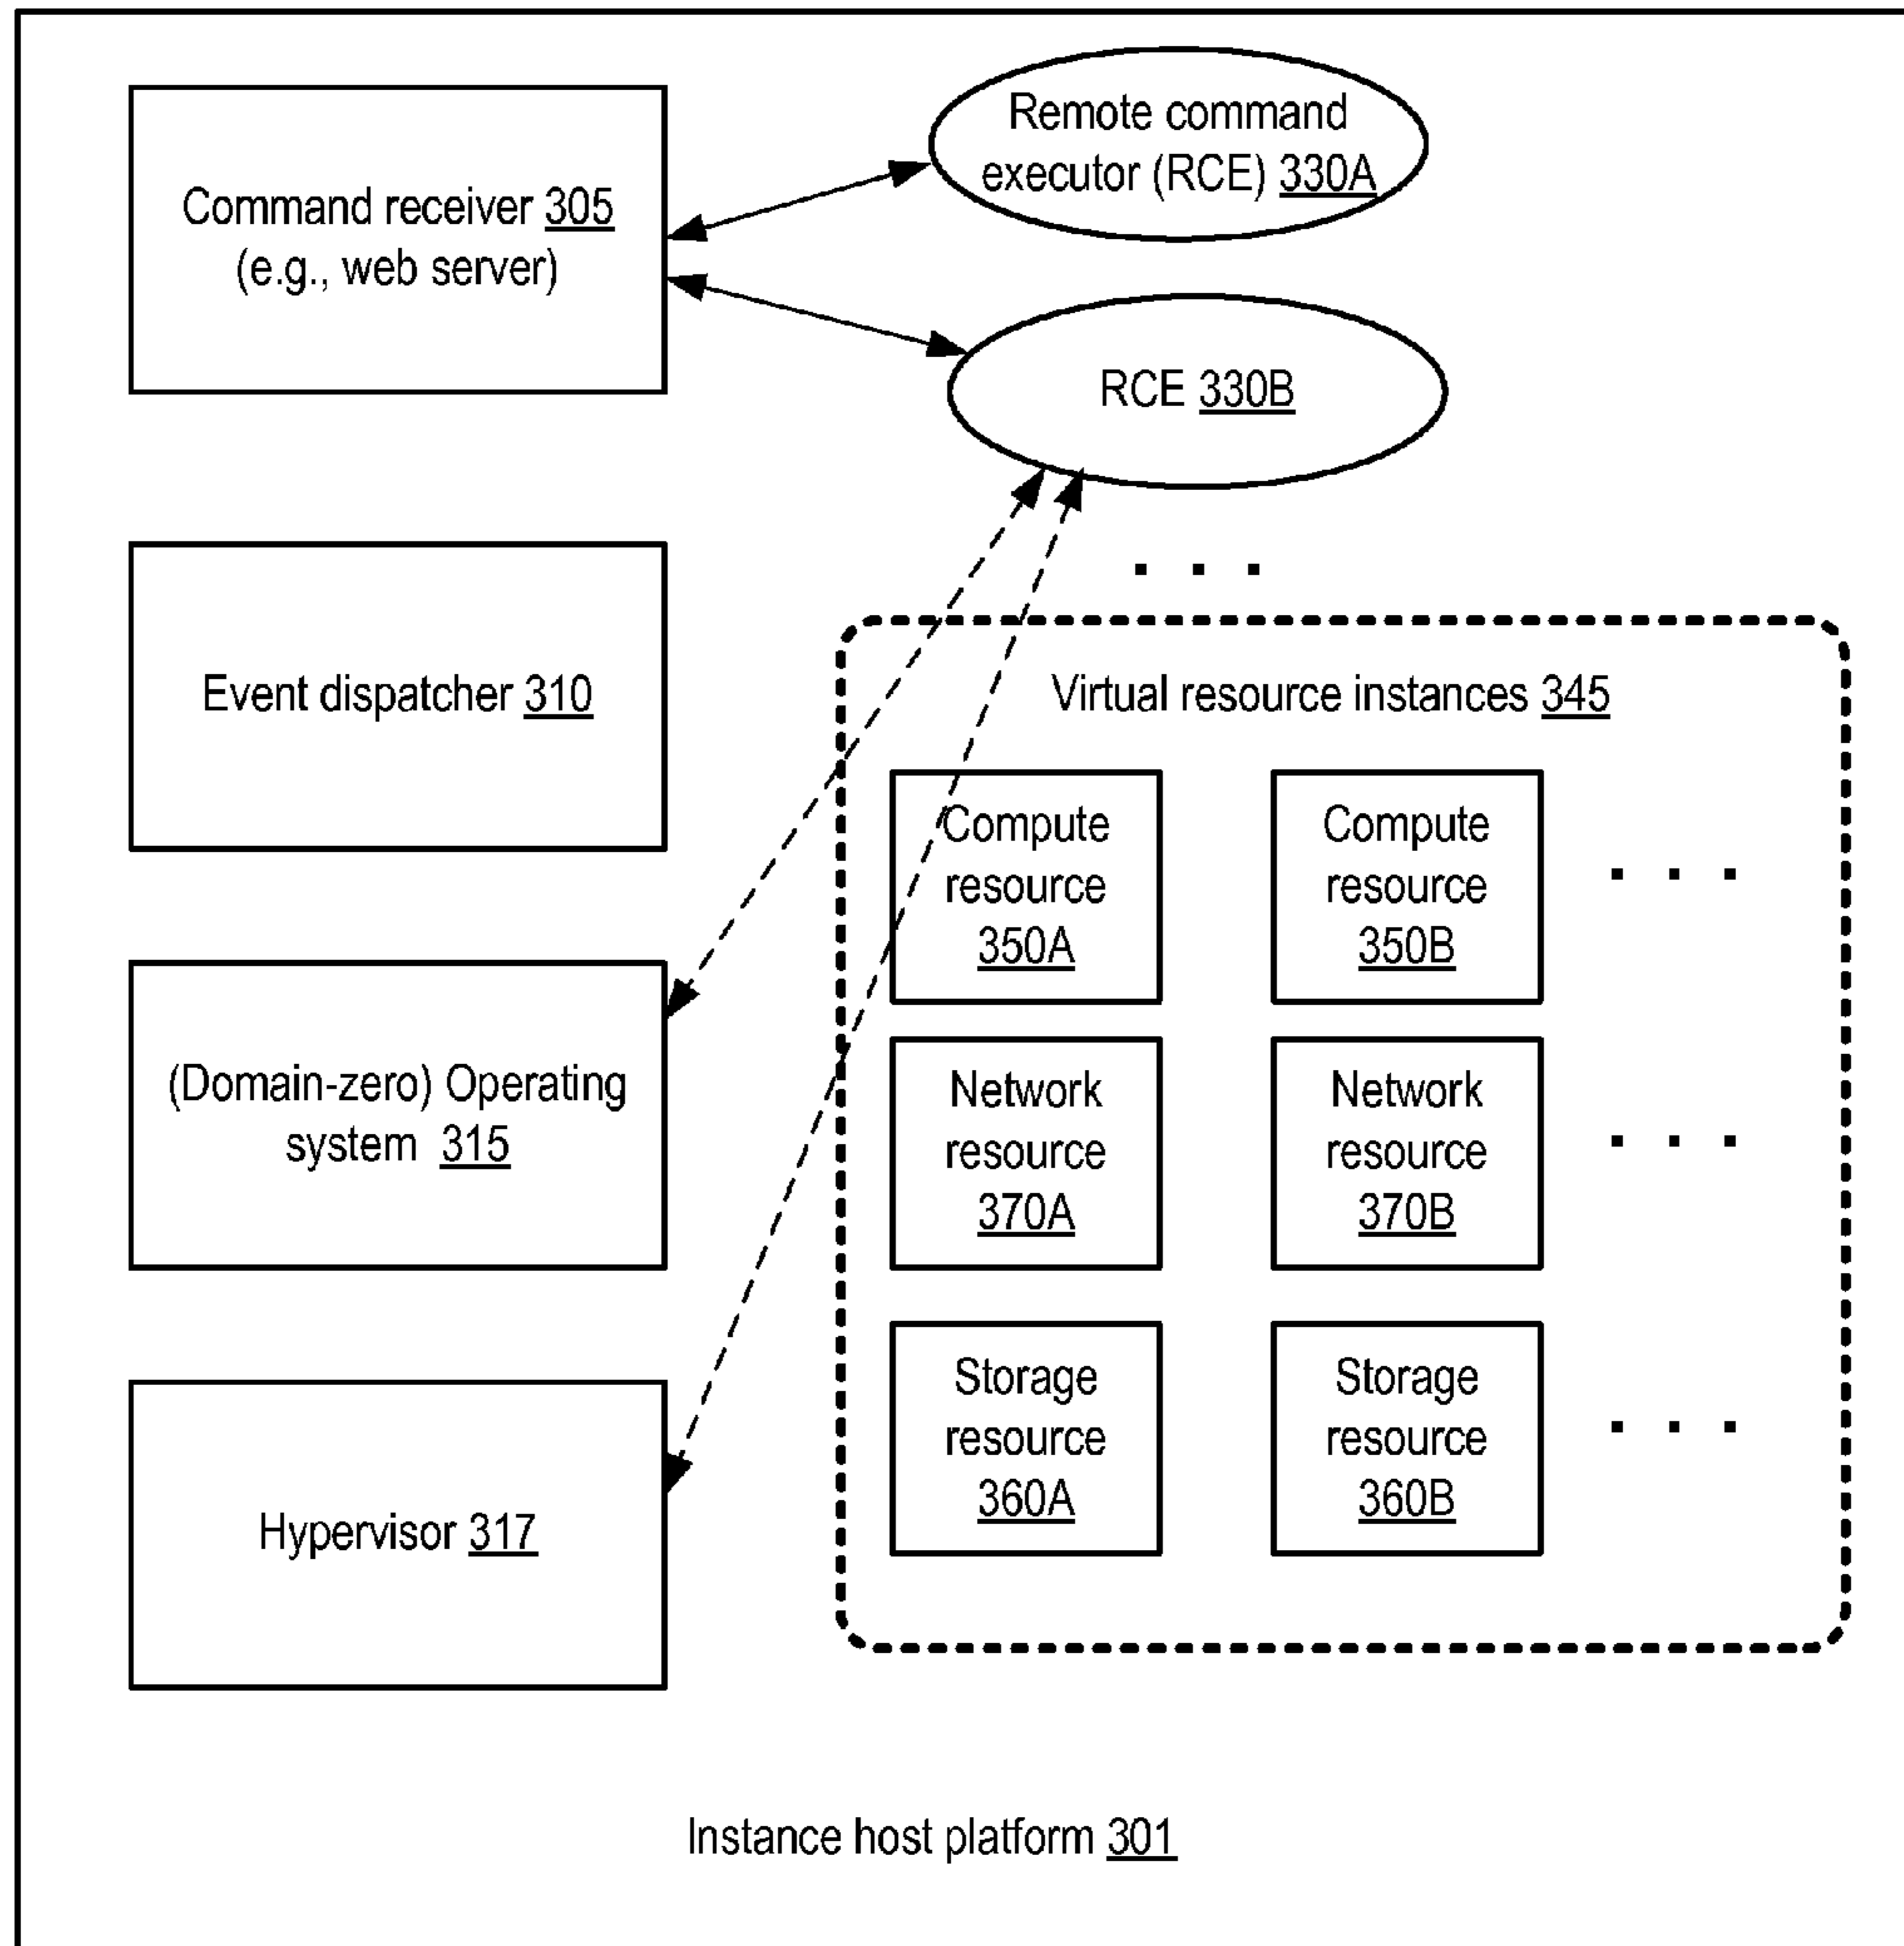 Command receiver 305
(e.g., web server)
Remote command
executor (RCE) 330A
RCE 330B
. . .
Event dispatcher 310
(Domain-zero) Operating
system 315
Hypervisor 317
Virtual resource instances 345
Compute
resource
350A
Compute
resource
350B
. . .
Network
resource
370A
Network
resource
370B
. . .
Storage
resource
360A
Storage
resource
360B
. . .
Instance host platform 301